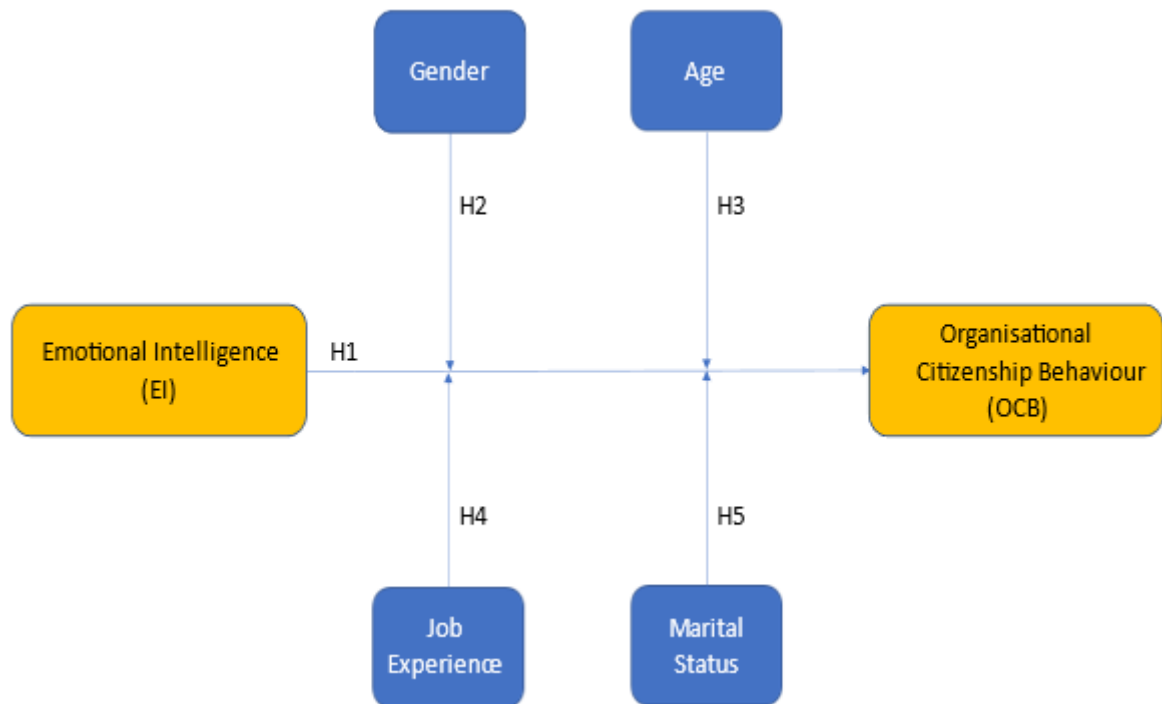 Gender
Age
H2
H3
Emotional Intelligence
(EI)
H1
Organisational
Citizenship Behaviour
(OCB)
H4
H5
Job
Experience
Marital
Status